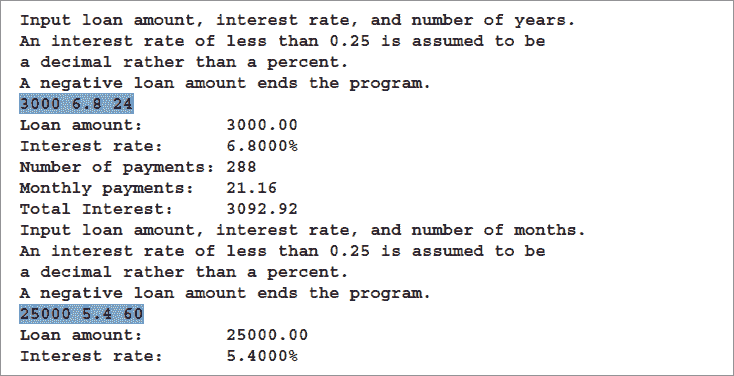 Input loan amount, interest rate, and number of years.
An interest rate of less than 0.25 is assumed to be
a decimal rather than a percent.
A negative loan amount ends the program.
3000 6.8 24
Loan amount: 3000.00
Interest rate: 6.8000%
Number of payments: 288
Monthly payments: 21.16
Total Interest: 3092.92
Input loan amount, interest rate, and number of months.
An interest rate of less than 0.25 is assumed to be
a decimal rather than a percent.
A negative loan amount ends the program.
25000 5.4 60
Loan amount: 25000.00
Interest rate: 5.4000%